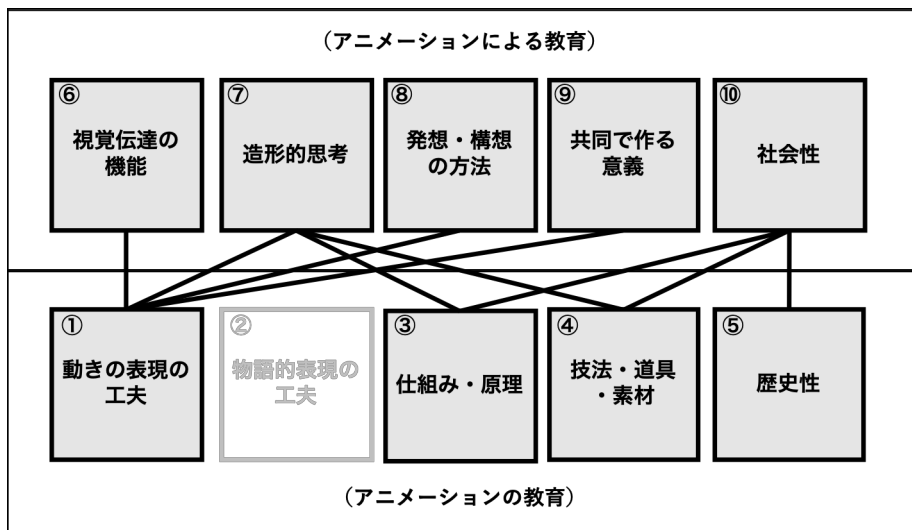 （アニメーションによる教育）
⑥
視覚伝達の
機能
⑦
造形的思考
⑧
発想・構想
の方法
⑨
共同で作る
意義
⑩
社会性
①
動きの表現の
工夫
②
物語的表現の
工夫
③
仕組み・原理
④
技法・道具
・素材
⑤
歴史性
（アニメーションの教育）